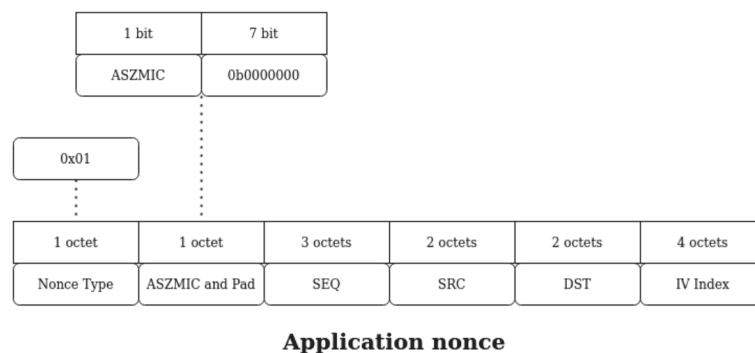 1 bit 7 bit
ASZMIC 0b0000000
0x01
1 octet 1 octet 3 octets 2 octets 2 octets 4 octets
Nonce Type ASZMIC and Pad SEQ SRC DST IV Index
Application nonce